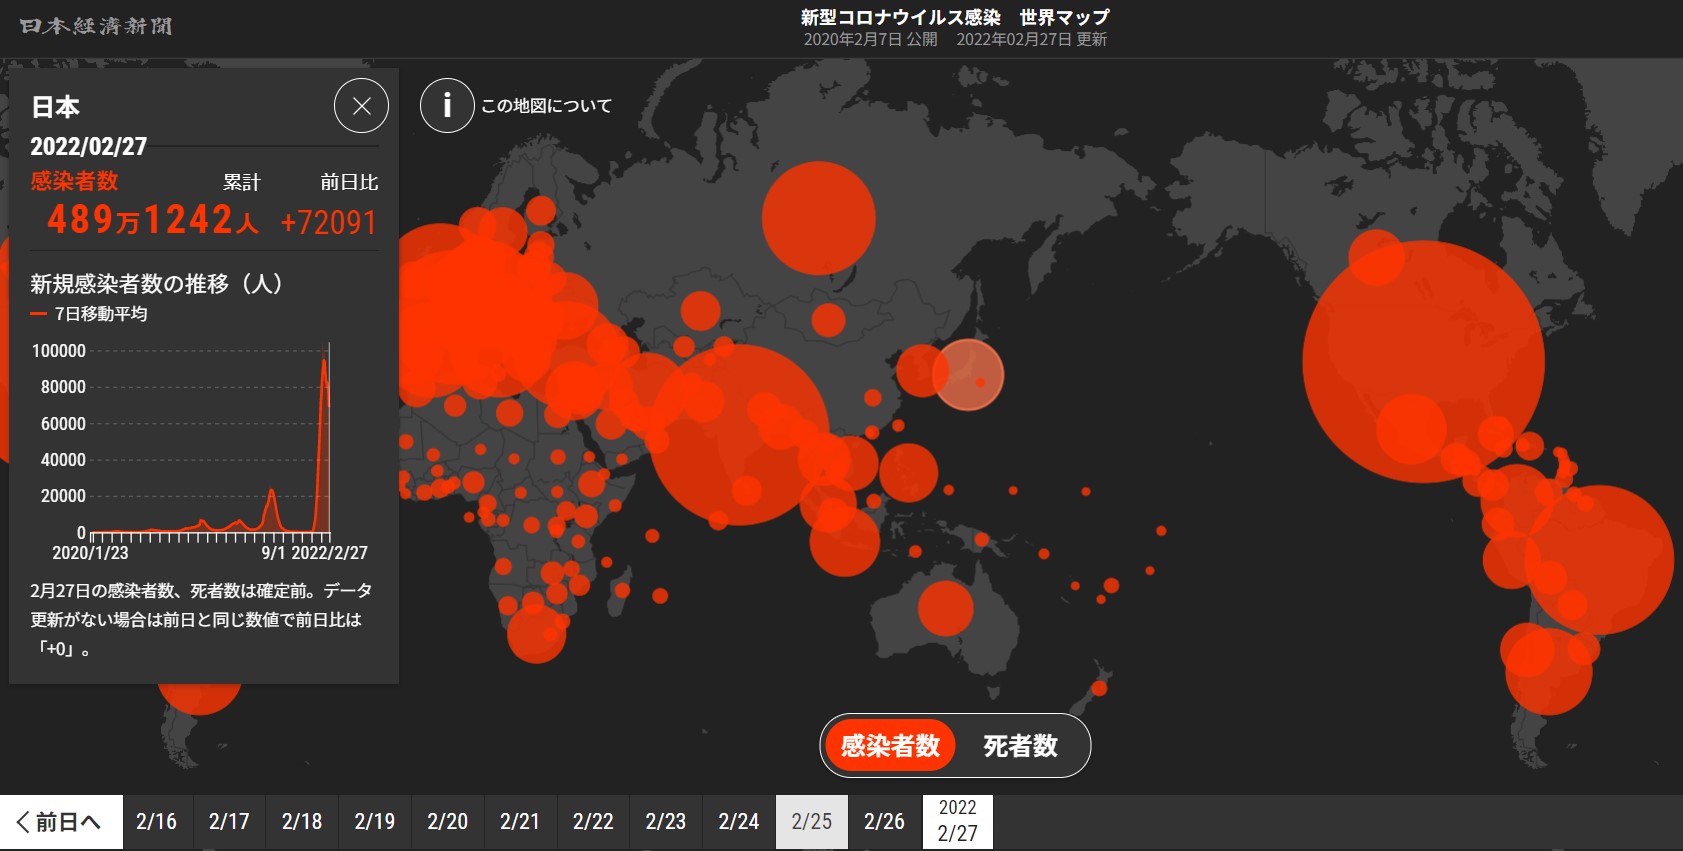 日本経済新聞
新型コロナウイルス感染　世界マップ
2020年2月7日 公開　2022年02月27日 更新
日本
i この地図について
2022/02/27
感染者数 累計 前日比
489万1242人 +72091
新規感染者数の推移（人）
7日移動平均
100000
80000
60000
40000
20000
0
2020/1/23 9/1 2022/2/27
2月27日の感染者数、死者数は確定前。データ
更新がない場合は前日と同じ数値で前日比は
「+0」。
感染者数 死者数
前日へ 2/16 2/17 2/18 2/19 2/20 2/21 2/22 2/23 2/24 2/25 2/26 2022
2/27